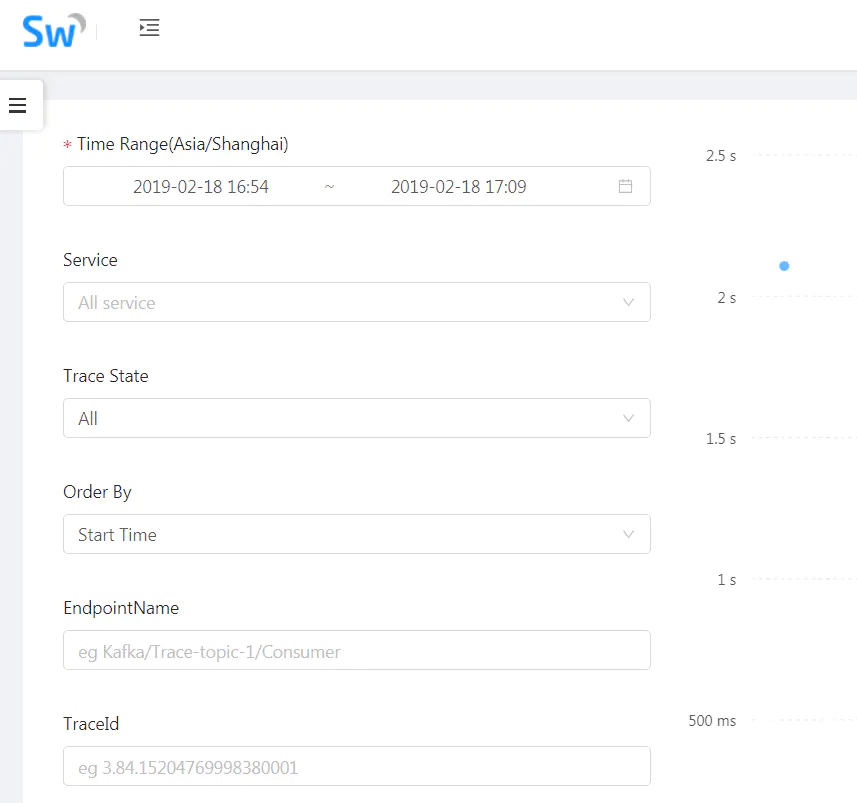 Sw
* Time Range(Asia/Shanghai)
2019-02-18 16:54 ~ 2019-02-18 17:09
Service
All service
Trace State
All
Order By
Start Time
EndpointName
eg Kafka/Trace-topic-1/Consumer
TraceId
eg 3.84.15204769998380001
2.5 s
2 s
1.5 s
1 s
500 ms